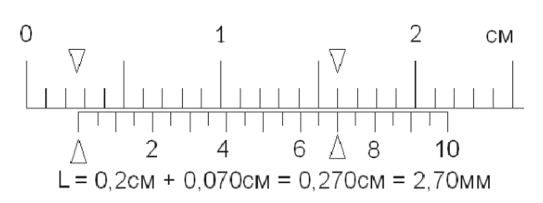 0 1 2 см
2 4 6 8 10
L = 0,2см + 0,070см = 0,270см = 2,70мм